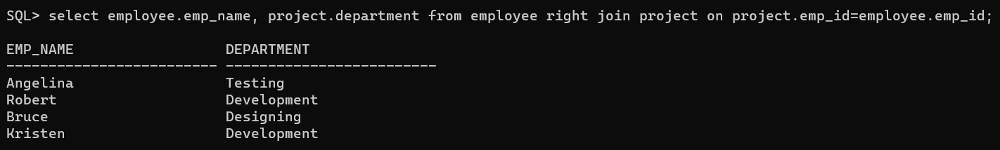 SQL> select employee.emp_name, project.department from employee right join project on project.emp_id=employee.emp_id;
EMP_NAME                  DEPARTMENT
------------------------- -------------------------
Angelina                  Testing
Robert                    Development
Bruce                     Designing
Kristen                   Development